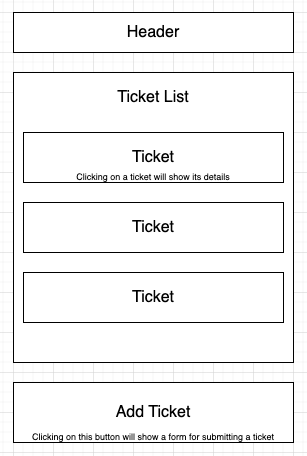 Header
Ticket List
Ticket
Clicking on a ticket will show its details
Ticket
Ticket
Add Ticket
Clicking on this button will show a form for submitting a ticket